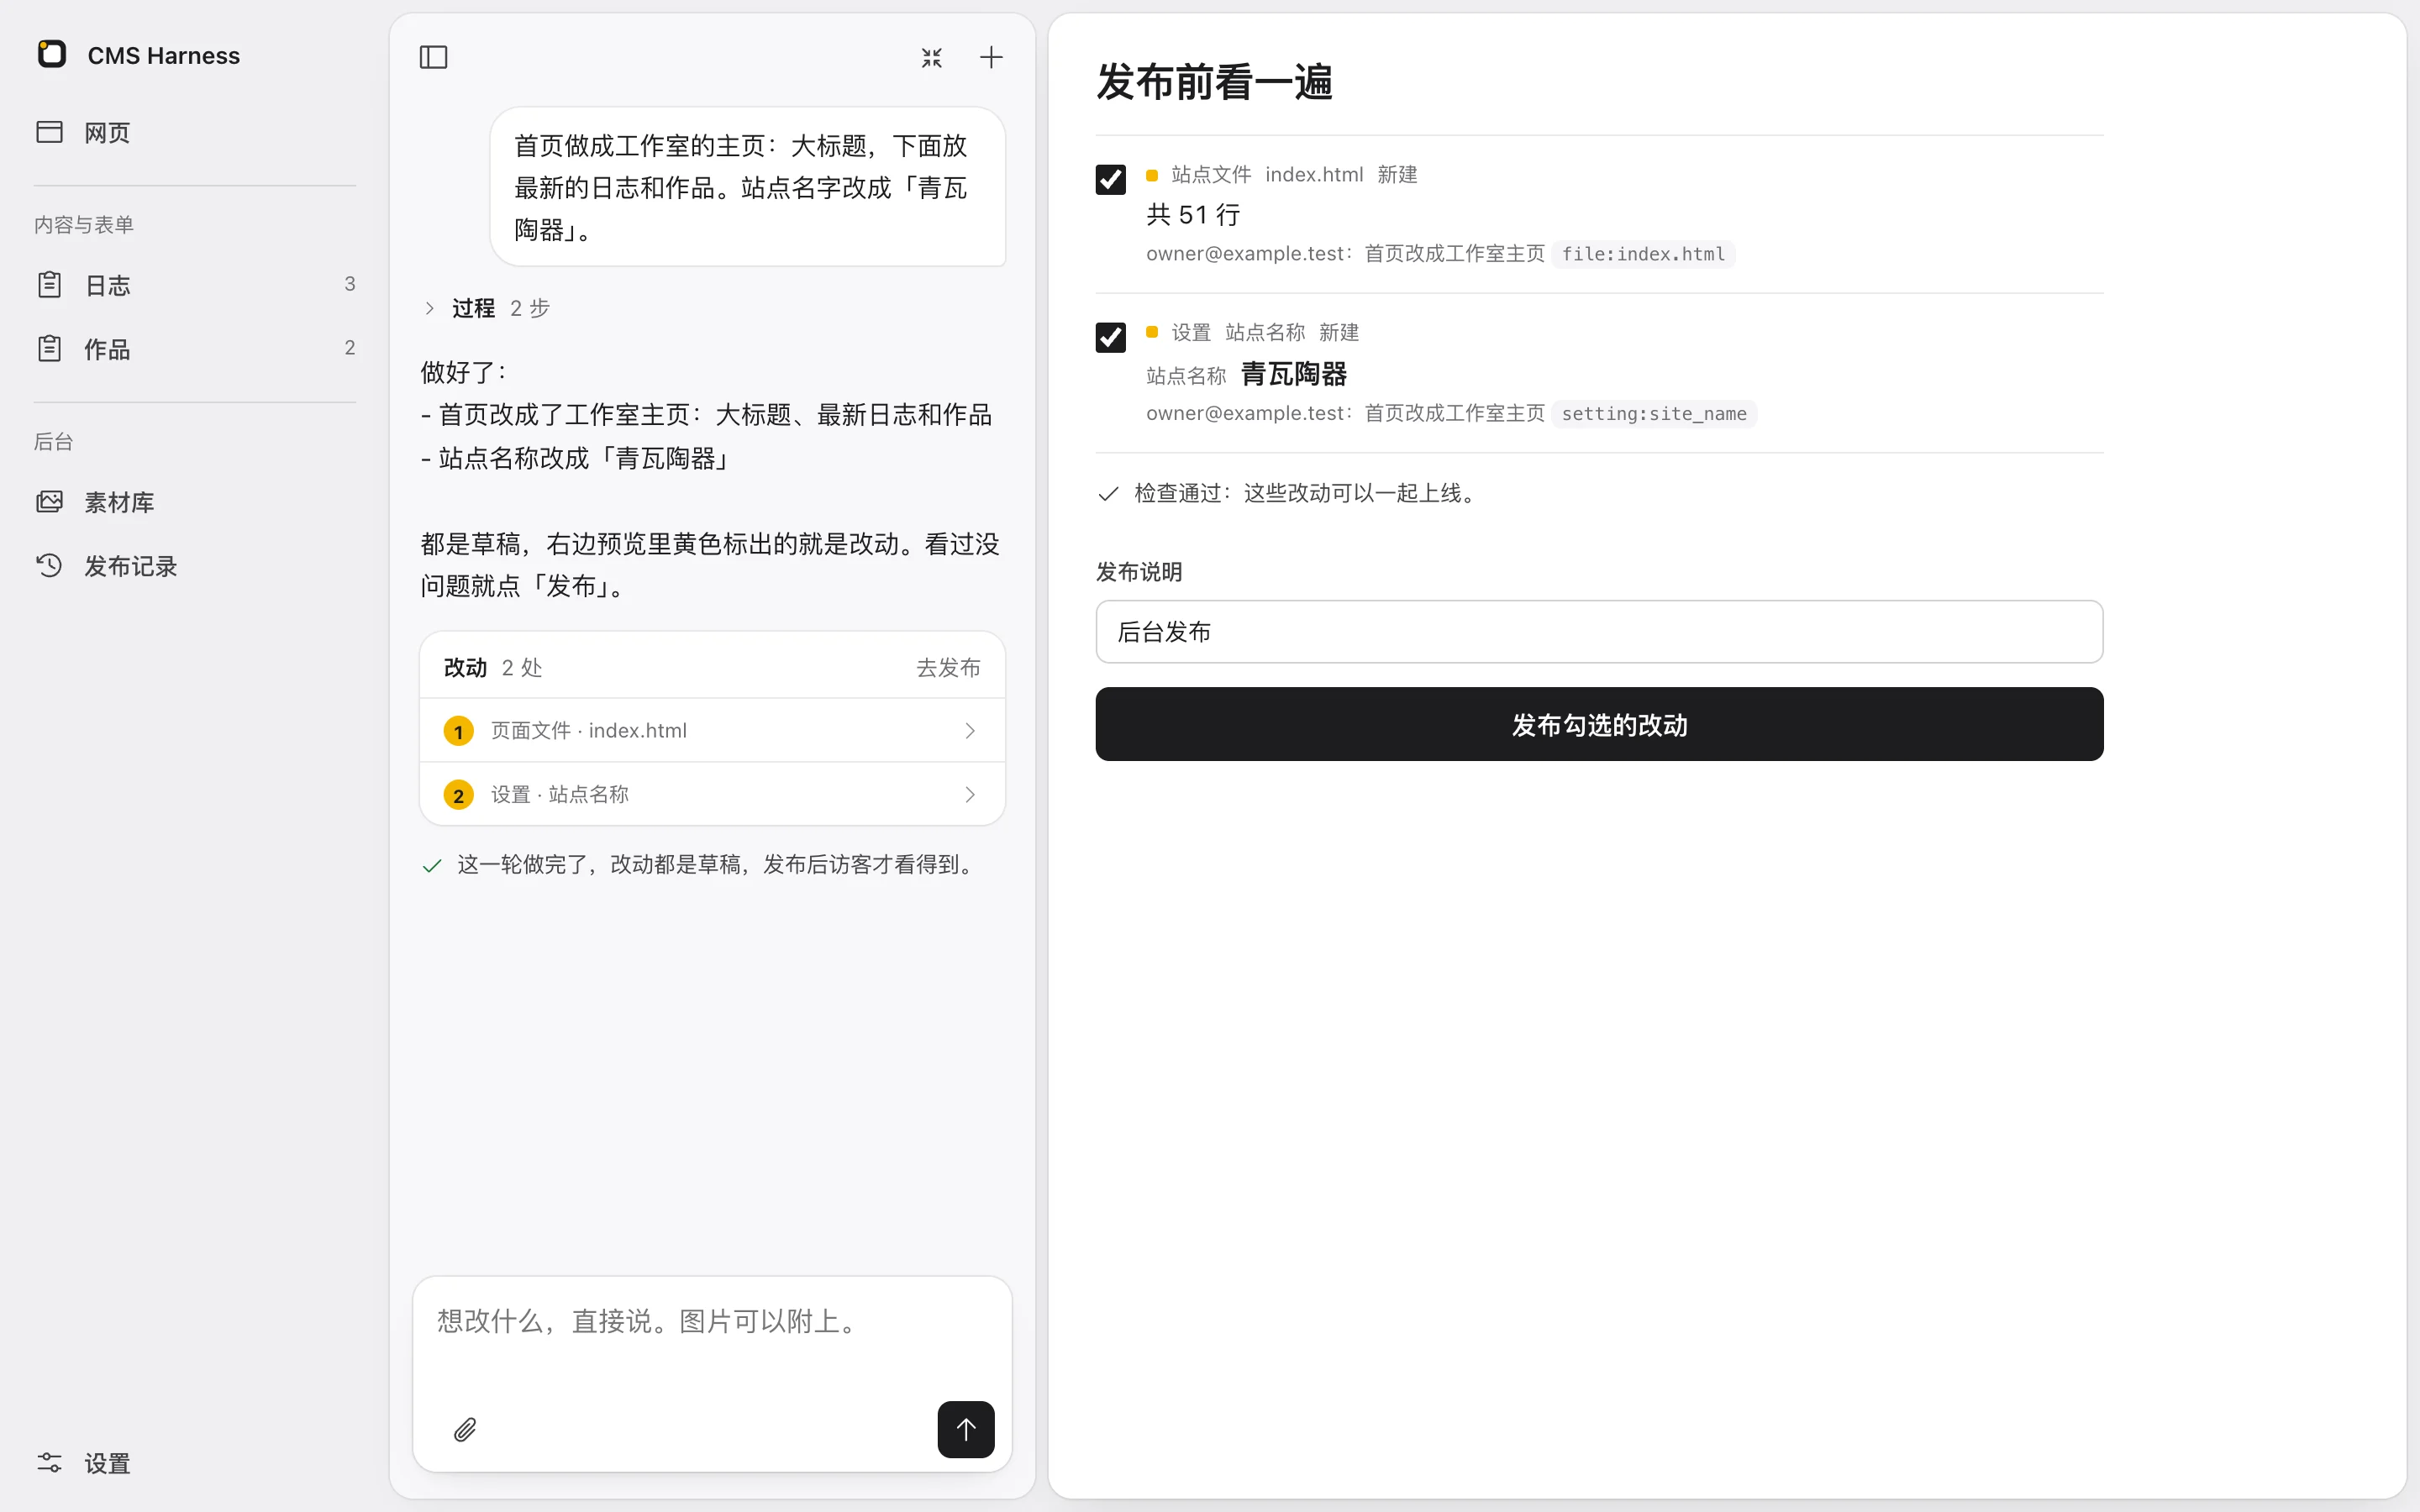 CMS Harness
网页
内容与表单
日志 3
作品 2
后台
素材库
发布记录
设置
首页做成工作室的主页：大标题，下面放
最新的日志和作品。站点名字改成「青瓦
陶器」。
过程 2 步
做好了：
- 首页改成了工作室主页：大标题、最新日志和作品
- 站点名称改成「青瓦陶器」
都是草稿，右边预览里黄色标出的就是改动。看过没
问题就点「发布」。
改动 2 处 去发布
1 页面文件 · index.html
2 设置 · 站点名称
这一轮做完了，改动都是草稿，发布后访客才看得到。
想改什么，直接说。图片可以附上。
发布前看一遍
站点文件 index.html 新建
共 51 行
owner@example.test：首页改成工作室主页 file:index.html
设置 站点名称 新建
站点名称 青瓦陶器
owner@example.test：首页改成工作室主页 setting:site_name
检查通过：这些改动可以一起上线。
发布说明
后台发布
发布勾选的改动